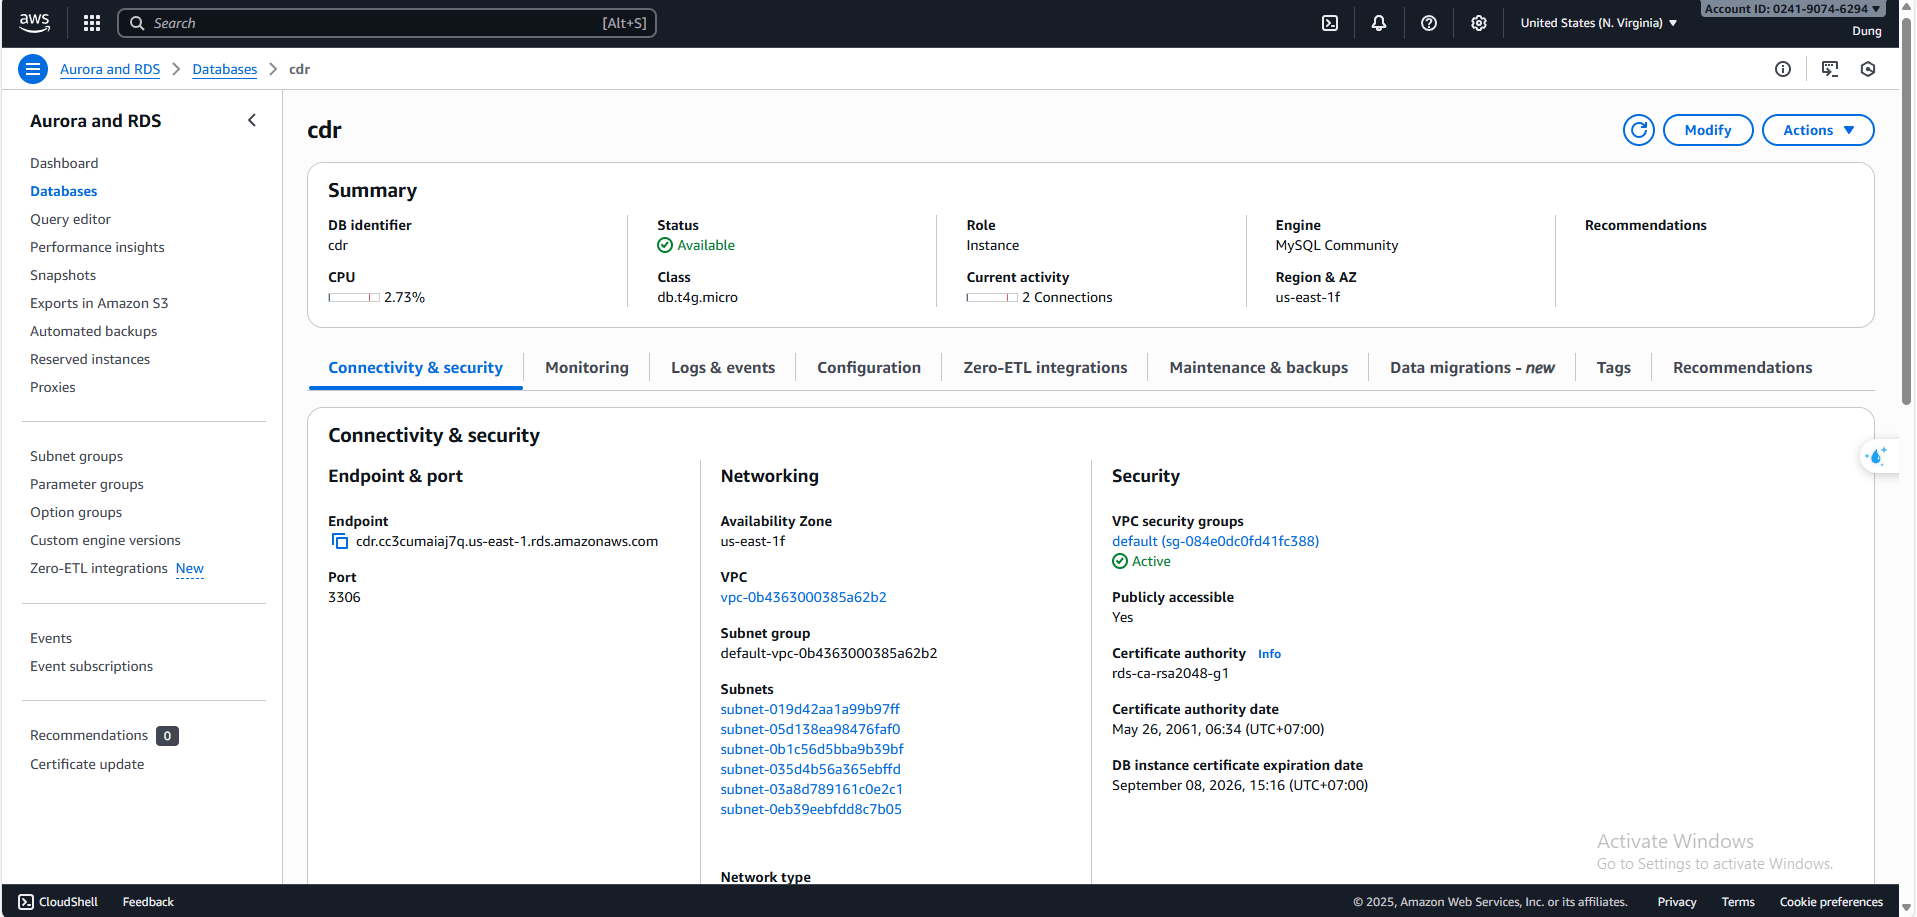 aws
Search [Alt+S]
United States (N. Virginia)
Account ID: 0241-9074-6294
Dung
Aurora and RDS
Databases
cdr
Aurora and RDS
Dashboard
Databases
Query editor
Performance insights
Snapshots
Exports in Amazon S3
Automated backups
Reserved instances
Proxies
Subnet groups
Parameter groups
Option groups
Custom engine versions
Zero-ETL integrations New
Events
Event subscriptions
Recommendations 0
Certificate update
cdr
Modify
Actions
Summary
DB identifier
cdr
CPU
2.73%
Status
Available
Class
db.t4g.micro
Role
Instance
Current activity
2 Connections
Engine
MySQL Community
Region & AZ
us-east-1f
Recommendations
Connectivity & security
Monitoring
Logs & events
Configuration
Zero-ETL integrations
Maintenance & backups
Data migrations - new
Tags
Recommendations
Connectivity & security
Endpoint & port
Endpoint
cdr.cc3cumaiaj7q.us-east-1.rds.amazonaws.com
Port
3306
Networking
Availability Zone
us-east-1f
VPC
vpc-0b4363000385a62b2
Subnet group
default-vpc-0b4363000385a62b2
Subnets
subnet-019d42aa1a99b97ff
subnet-05d138ea98476faf0
subnet-0b1c56d5bba9b39bf
subnet-035d4b56a365ebffd
subnet-03a8d789161c0e2c1
subnet-0eb39eebfdd8c7b05
Network type
Security
VPC security groups
default (sg-084e0dc0fd41fc388)
Active
Publicly accessible
Yes
Certificate authority Info
rds-ca-rsa2048-g1
Certificate authority date
May 26, 2061, 06:34 (UTC+07:00)
DB instance certificate expiration date
September 08, 2026, 15:16 (UTC+07:00)
Activate Windows
Go to Settings to activate Windows.
CloudShell
Feedback
© 2025, Amazon Web Services, Inc. or its affiliates.
Privacy
Terms
Cookie preferences